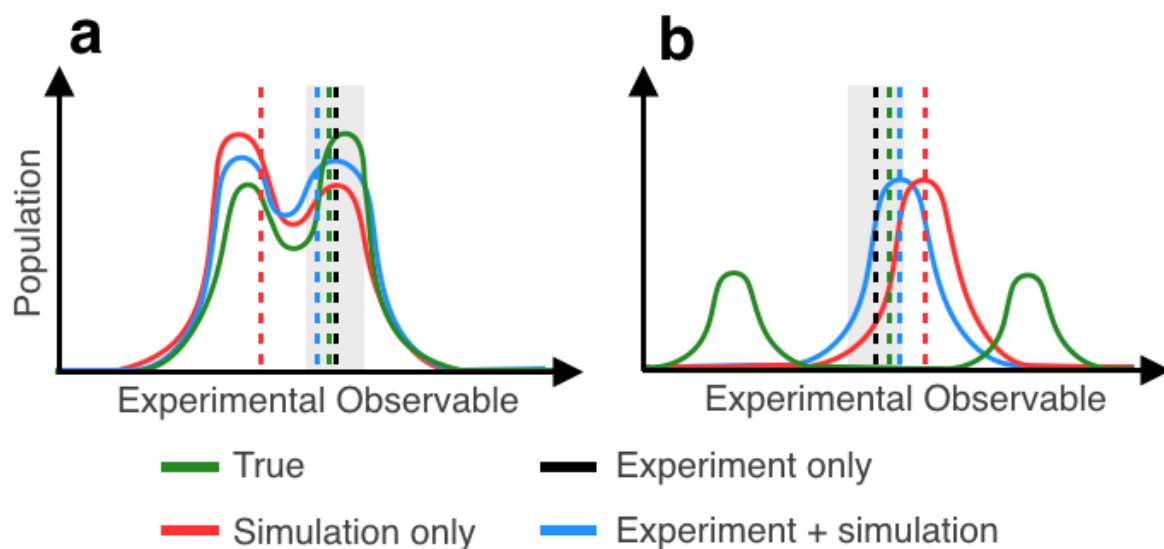 a
b
Population
Experimental Observable
Experimental Observable
True
Experiment only
Simulation only
Experiment + simulation